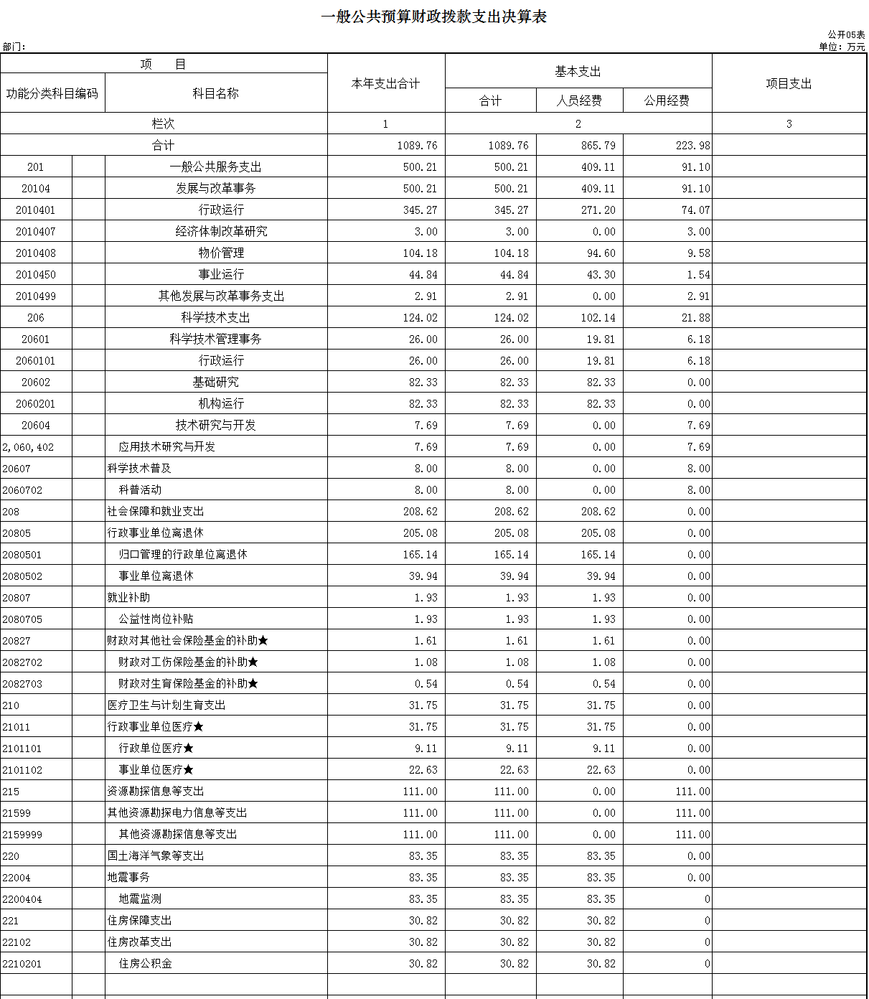 一般公共预算财政拨款支出决算表
公开05表
部门： 单位：万元
项 目 本年支出合计 基本支出 项目支出
功能分类科目编码 科目名称 合计 人员经费 公用经费
栏次 1 2 3
合计 1089.76 1089.76 865.79 223.98
201 一般公共服务支出 500.21 500.21 409.11 91.10
20104 发展与改革事务 500.21 500.21 409.11 91.10
2010401 行政运行 345.27 345.27 271.20 74.07
2010407 经济体制改革研究 3.00 3.00 0.00 3.00
2010408 物价管理 104.18 104.18 94.60 9.58
2010450 事业运行 44.84 44.84 43.30 1.54
2010499 其他发展与改革事务支出 2.91 2.91 0.00 2.91
206 科学技术支出 124.02 124.02 102.14 21.88
20601 科学技术管理事务 26.00 26.00 19.81 6.18
2060101 行政运行 26.00 26.00 19.81 6.18
20602 基础研究 82.33 82.33 82.33 0.00
2060201 机构运行 82.33 82.33 82.33 0.00
20604 技术研究与开发 7.69 7.69 0.00 7.69
2,060,402 应用技术研究与开发 7.69 7.69 0.00 7.69
20607 科学技术普及 8.00 8.00 0.00 8.00
2060702 科普活动 8.00 8.00 0.00 8.00
208 社会保障和就业支出 208.62 208.62 208.62 0.00
20805 行政事业单位离退休 205.08 205.08 205.08 0.00
2080501 归口管理的行政单位离退休 165.14 165.14 165.14 0.00
2080502 事业单位离退休 39.94 39.94 39.94 0.00
20807 就业补助 1.93 1.93 1.93 0.00
2080705 公益性岗位补贴 1.93 1.93 1.93 0.00
20827 财政对其他社会保险基金的补助★ 1.61 1.61 1.61 0.00
2082702 财政对工伤保险基金的补助★ 1.08 1.08 1.08 0.00
2082703 财政对生育保险基金的补助★ 0.54 0.54 0.54 0.00
210 医疗卫生与计划生育支出 31.75 31.75 31.75 0.00
21011 行政事业单位医疗★ 31.75 31.75 31.75 0.00
2101101 行政单位医疗★ 9.11 9.11 9.11 0.00
2101102 事业单位医疗★ 22.63 22.63 22.63 0.00
215 资源勘探信息等支出 111.00 111.00 0.00 111.00
21599 其他资源勘探电力信息等支出 111.00 111.00 0.00 111.00
2159999 其他资源勘探信息等支出 111.00 111.00 0.00 111.00
220 国土海洋气象等支出 83.35 83.35 83.35 0.00
22004 地震事务 83.35 83.35 83.35 0.00
2200404 地震监测 83.35 83.35 83.35 0
221 住房保障支出 30.82 30.82 30.82 0
22102 住房改革支出 30.82 30.82 30.82 0
2210201 住房公积金 30.82 30.82 30.82 0